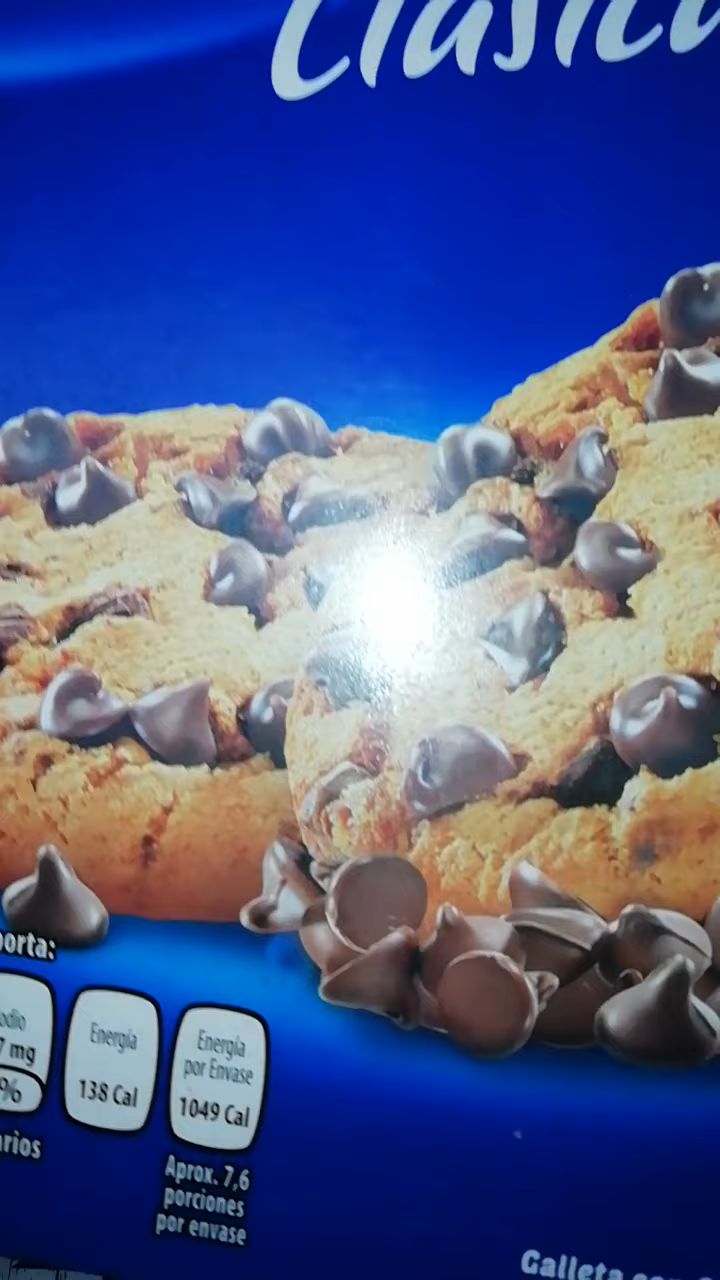 Clásica
porta:
odio
7 mg
%
arios
Energía
138 Cal
Energía
por Envase
1049 Cal
Aprox. 7,6
porciones
por envase
Galleta